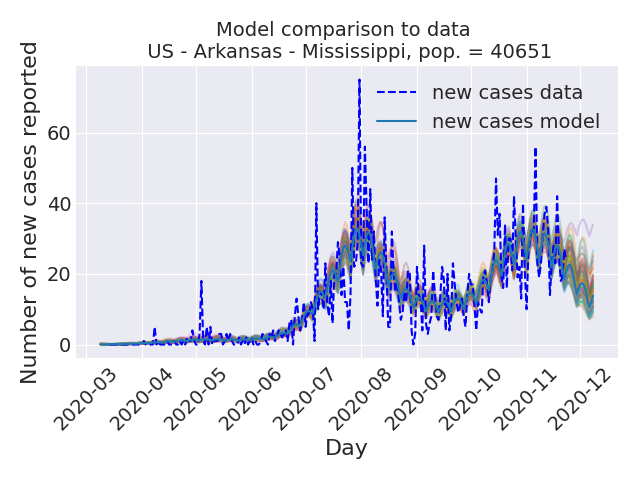 Model comparison to data
US - Arkansas - Mississippi, pop. = 40651
new cases data
new cases model
Number of new cases reported
60
40
20
0
2020-03
2020-04
2020-05
2020-06
2020-07
2020-08
2020-09
2020-10
2020-11
2020-12
Day